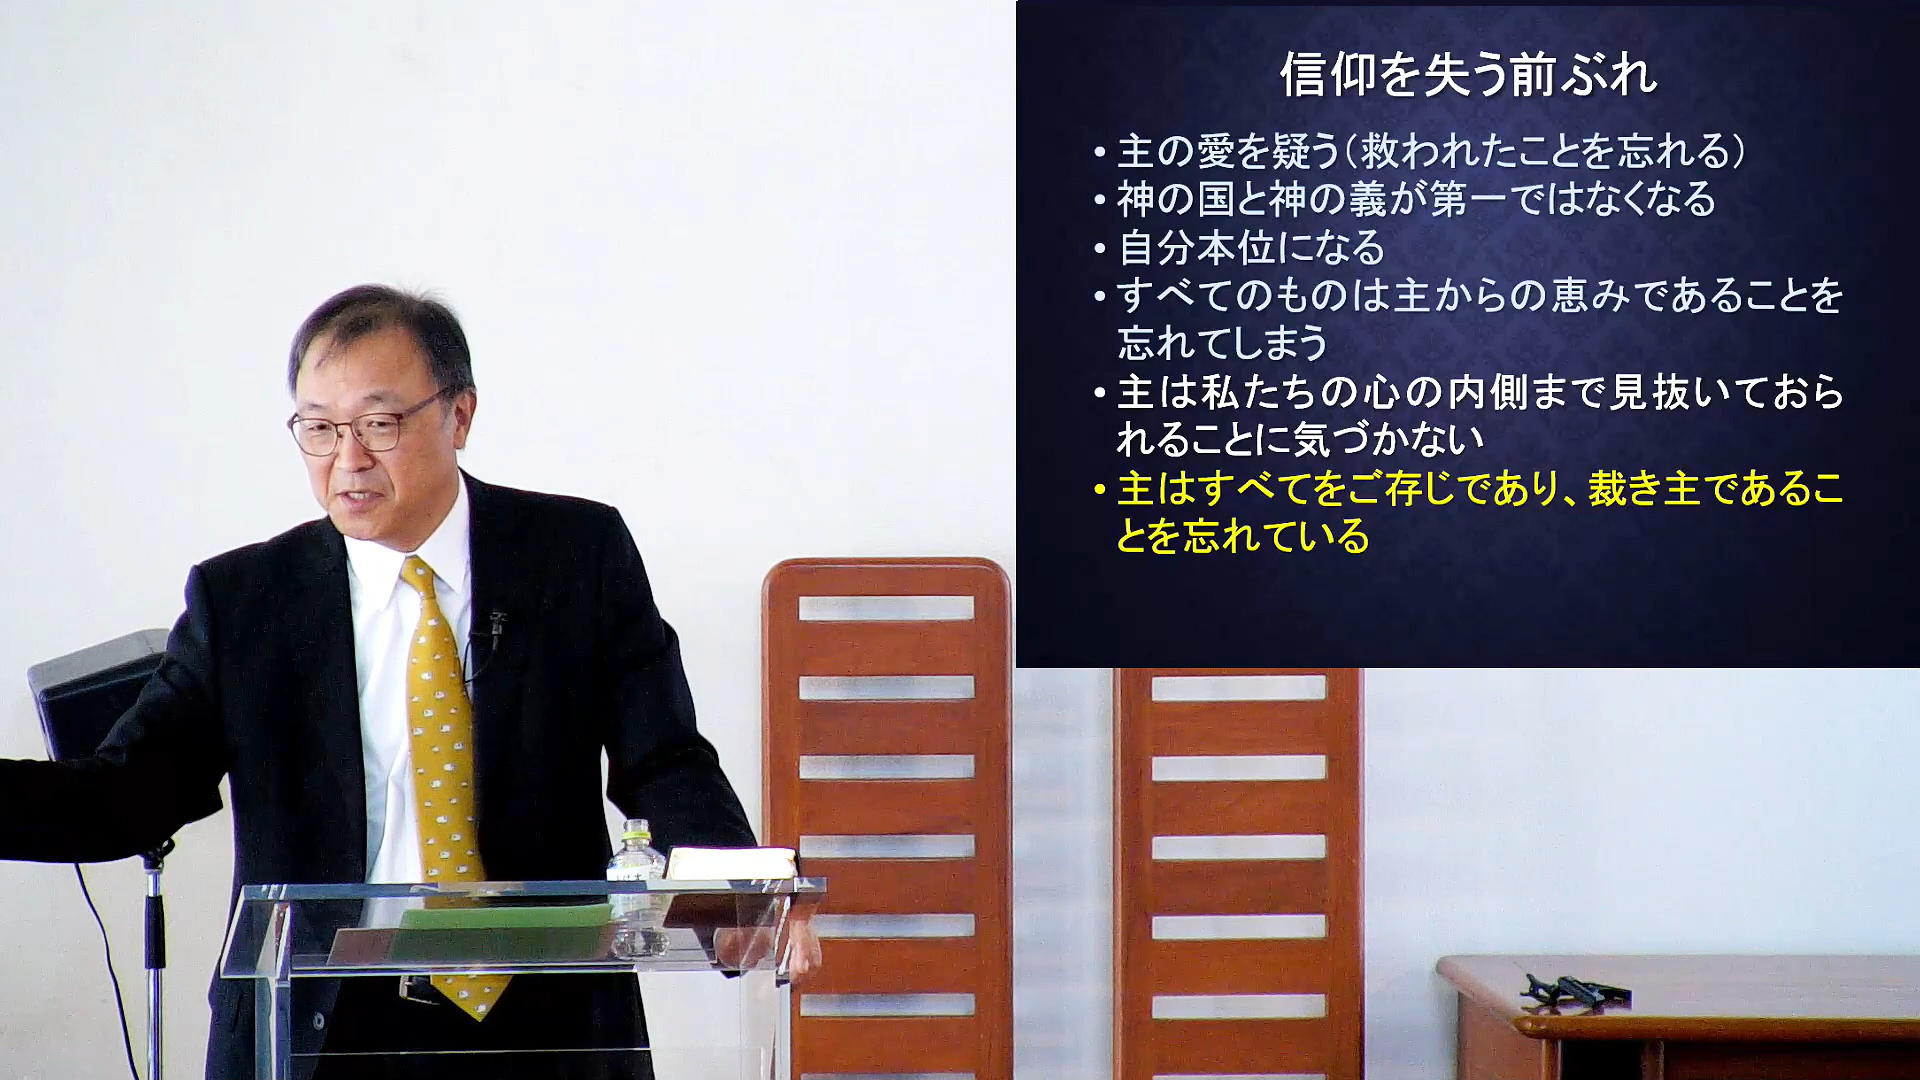 信仰を失う前ぶれ
• 主の愛を疑う（救われたことを忘れる）
• 神の国と神の義が第一ではなくなる
• 自分本位になる
• すべてのものは主からの恵みであることを
忘れてしまう
• 主は私たちの心の内側まで見抜いておら
れることに気づかない
• 主はすべてをご存じであり、裁き主であるこ
とを忘れている